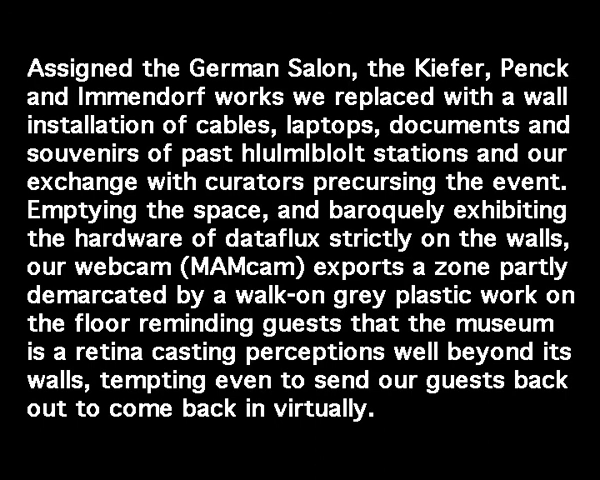 Assigned the German Salon, the Kiefer, Penck
and Immendorf works we replaced with a wall
installation of cables, laptops, documents and
souvenirs of past hlulmlblolt stations and our
exchange with curators precursing the event.
Emptying the space, and baroquely exhibiting
the hardware of dataflux strictly on the walls,
our webcam (MAMcam) exports a zone partly
demarcated by a walk-on grey plastic work on
the floor reminding guests that the museum
is a retina casting perceptions well beyond its
walls, tempting even to send our guests back
out to come back in virtually.